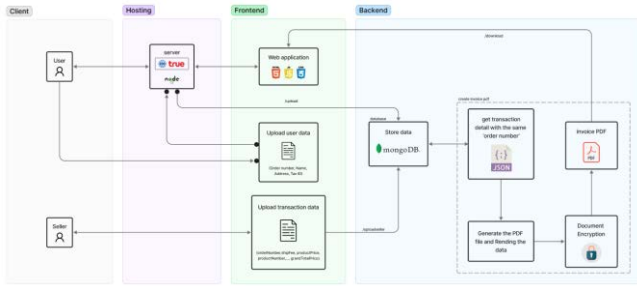 Client
Hosting
Frontend
Backend
/download
User
server
true
node
Web application
/upload
create invoice pdf
database
get transaction
detail with the same
'order number'
JSON
Invoice PDF
PDF
Upload user data
Order number, Name,
Address, Tax-ID
Store data
mongoDB
Upload transaction data
Seller
Generate the PDF
file and Rending the
data
Document
Encryption